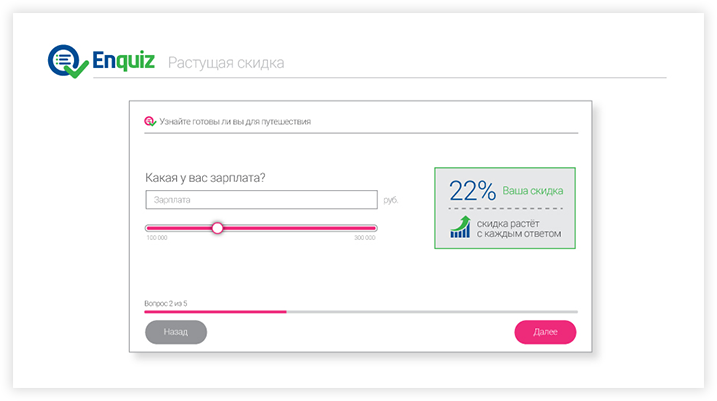 Enquiz Растущая скидка
Узнайте готовы ли вы для путешествия
Какая у вас зарплата?
Зарплата
руб.
100 000
300 000
22% Ваша скидка
скидка растёт
с каждым ответом
Вопрос 2 из 5
Назад
Далее